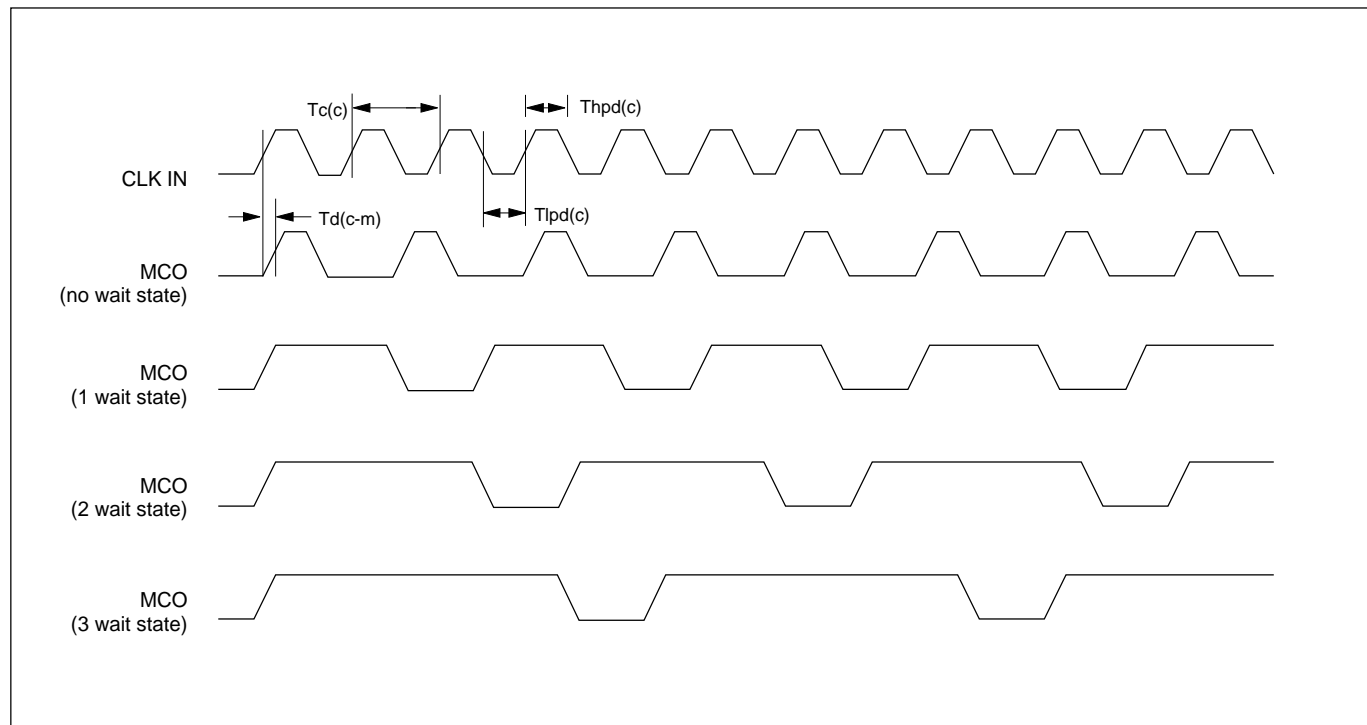 Tc(c)
Thpd(c)
CLK IN
Td(c-m)
Tlpd(c)
MCO
(no wait state)
MCO
(1 wait state)
MCO
(2 wait state)
MCO
(3 wait state)